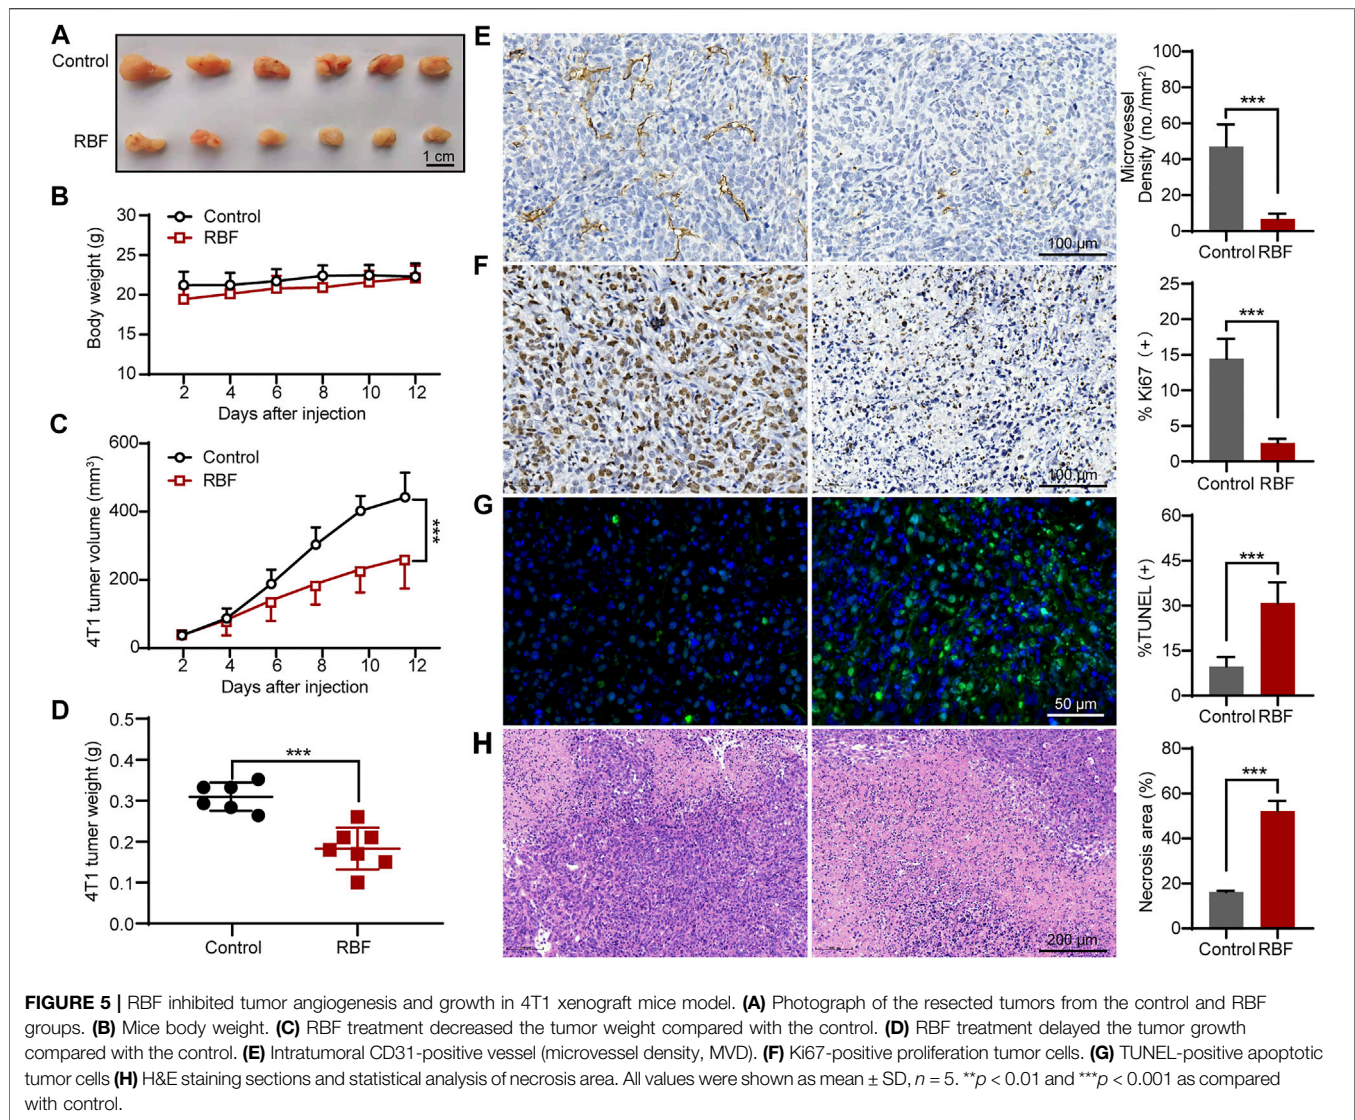 A
Control
RBF
1 cm
B
Body weight (g)
30
25
20
15
10
Control
RBF
2 4 6 8 10 12
Days after injection
C
4T1 tumer volume (mm³)
600
400
200
0
Control
RBF
***
2 4 6 8 10 12
Days after injection
D
4T1 tumer weight (g)
0.5
0.4
0.3
0.2
0.1
0.0
***
Control RBF
E
100 µm
Microvessel
Density (no./mm²)
100
80
60
40
20
0
***
Control RBF
F
100 µm
% Ki67 (+)
25
20
15
10
5
0
***
Control RBF
G
50 µm
%TUNEL (+)
60
45
30
15
0
***
Control RBF
H
200 µm
Necrosis area (%)
80
60
40
20
0
***
Control RBF
FIGURE 5 | RBF inhibited tumor angiogenesis and growth in 4T1 xenograft mice model. (A) Photograph of the resected tumors from the control and RBF
groups. (B) Mice body weight. (C) RBF treatment decreased the tumor weight compared with the control. (D) RBF treatment delayed the tumor growth
compared with the control. (E) Intratumoral CD31-positive vessel (microvessel density, MVD). (F) Ki67-positive proliferation tumor cells. (G) TUNEL-positive apoptotic
tumor cells (H) H&E staining sections and statistical analysis of necrosis area. All values were shown as mean ± SD, n = 5. **p < 0.01 and ***p < 0.001 as compared
with control.